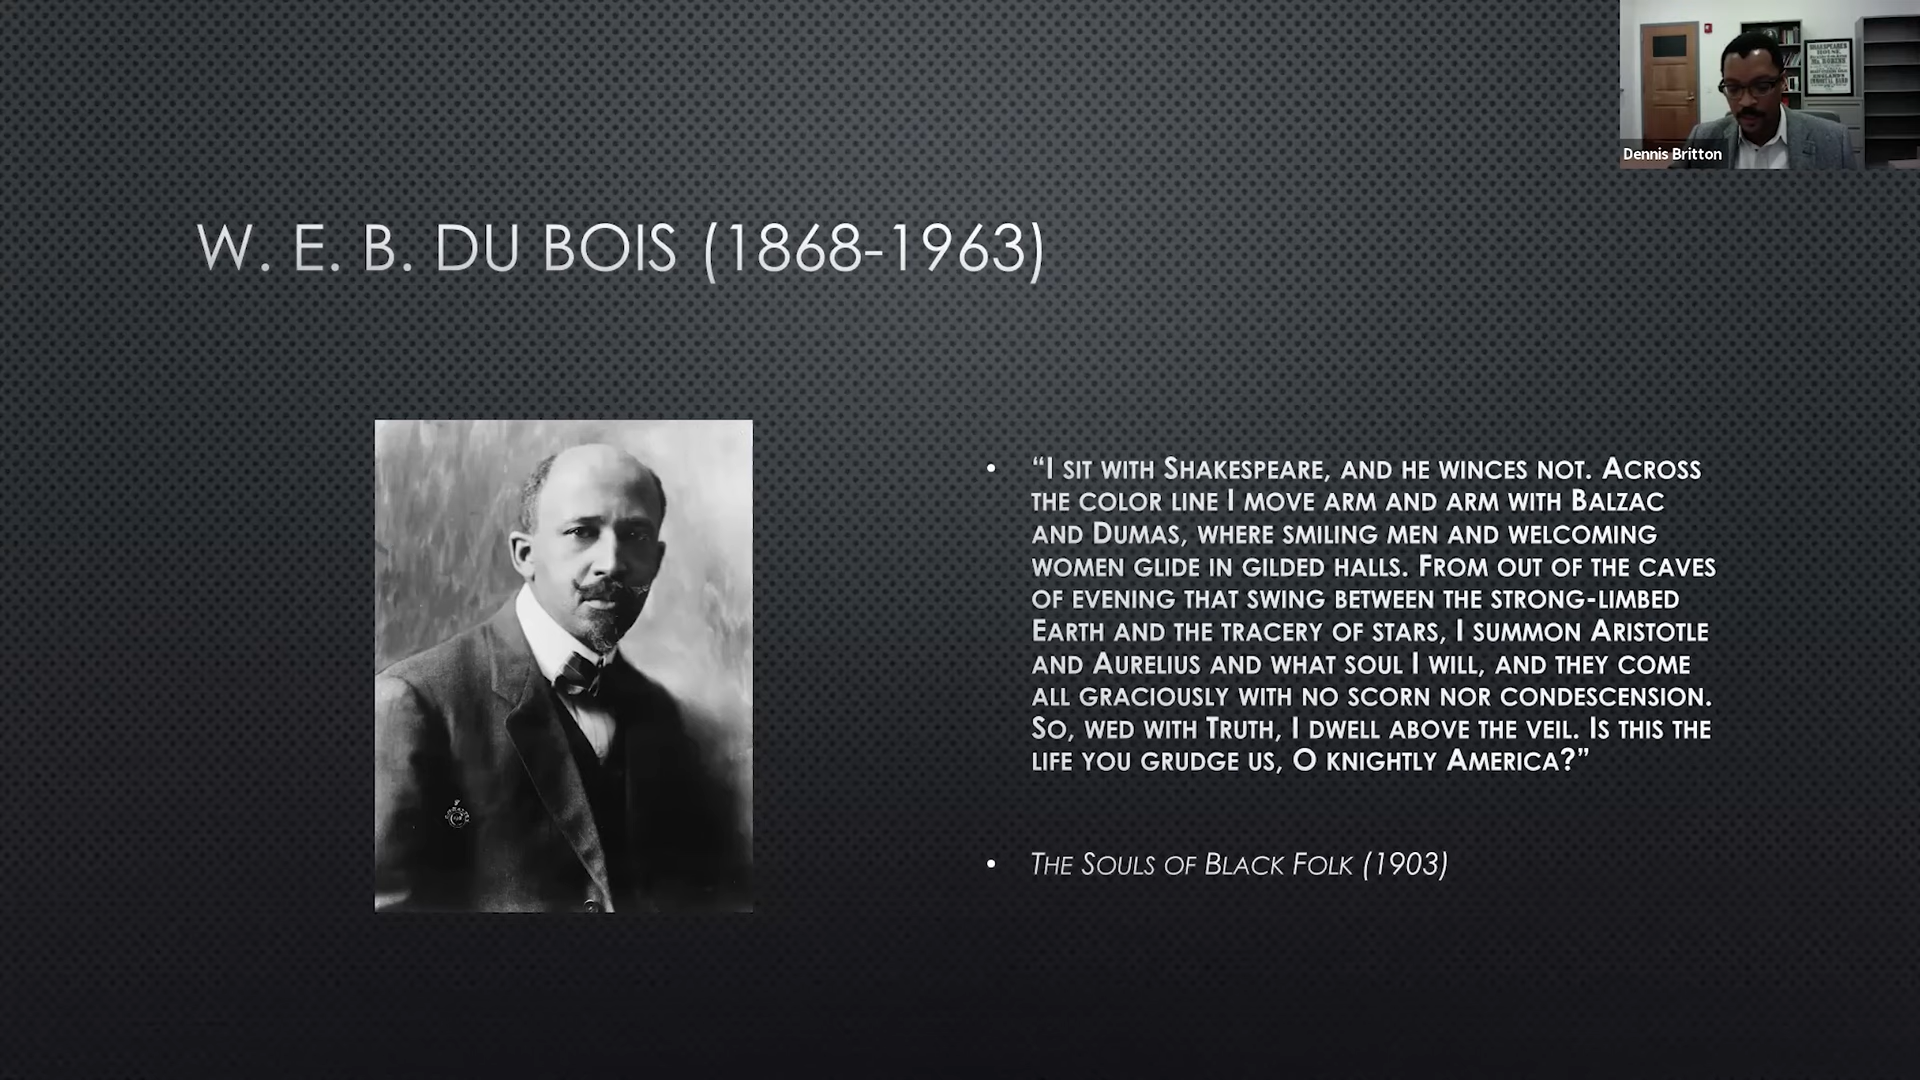 SHAKESPEARE'S
HOUSE,
Dennis Britton
W. E. B. DU BOIS (1868-1963)
• “I SIT WITH SHAKESPEARE, AND HE WINCES NOT. ACROSS
THE COLOR LINE I MOVE ARM AND ARM WITH BALZAC
AND DUMAS, WHERE SMILING MEN AND WELCOMING
WOMEN GLIDE IN GILDED HALLS. FROM OUT OF THE CAVES
OF EVENING THAT SWING BETWEEN THE STRONG-LIMBED
EARTH AND THE TRACERY OF STARS, I SUMMON ARISTOTLE
AND AURELIUS AND WHAT SOUL I WILL, AND THEY COME
ALL GRACIOUSLY WITH NO SCORN NOR CONDESCENSION.
SO, WED WITH TRUTH, I DWELL ABOVE THE VEIL. IS THIS THE
LIFE YOU GRUDGE US, O KNIGHTLY AMERICA?”
• THE SOULS OF BLACK FOLK (1903)